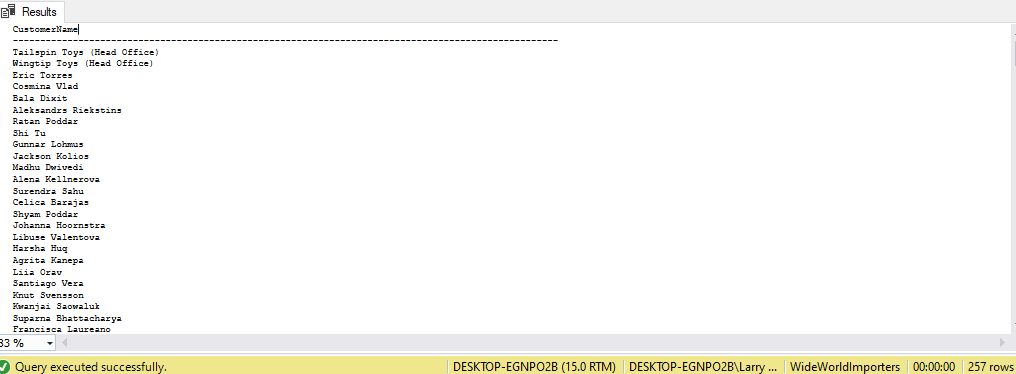 Results
CustomerName
----------------------------------------------------------------------------------------------------
Tailspin Toys (Head Office)
Wingtip Toys (Head Office)
Eric Torres
Cosmina Vlad
Bala Dixit
Aleksandrs Riekstins
Ratan Poddar
Shi Tu
Gunnar Lohmus
Jackson Kolios
Madhu Dwivedi
Alena Kellnerova
Surendra Sahu
Celica Barajas
Shyam Poddar
Johanna Hoornstra
Libuse Valentova
Harsha Huq
Agrita Kanepa
Liia Orav
Santiago Vera
Knut Svensson
Kwanjai Saowaluk
Suparna Bhattacharya
Francisca Laureano
83 %
Query executed successfully. DESKTOP-EGNPO2B (15.0 RTM) DESKTOP-EGNPO2B\Larry ... WideWorldImporters 00:00:00 257 rows